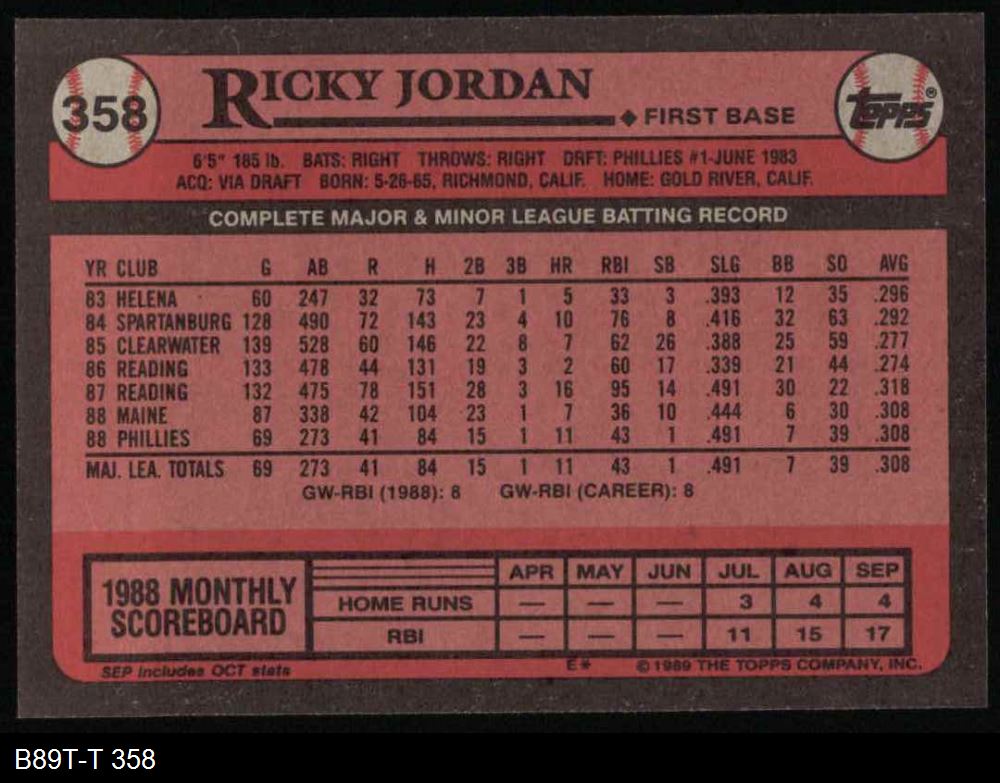 358
RICKY JORDAN
◆ FIRST BASE
TOPPS®
6'5" 185 lb. BATS: RIGHT THROWS: RIGHT DRFT: PHILLIES #1-JUNE 1983
ACQ: VIA DRAFT BORN: 5-26-65, RICHMOND, CALIF. HOME: GOLD RIVER, CALIF.
COMPLETE MAJOR & MINOR LEAGUE BATTING RECORD
YR CLUB G AB R H 2B 3B HR RBI SB SLG BB SO AVG
83 HELENA 60 247 32 73 7 1 5 33 3 .393 12 35 .296
84 SPARTANBURG 128 490 72 143 23 4 10 76 8 .416 32 63 .292
85 CLEARWATER 139 528 60 146 22 8 7 62 26 .388 25 59 .277
86 READING 133 478 44 131 19 3 2 60 17 .339 21 44 .274
87 READING 132 475 78 151 28 3 16 95 14 .491 30 22 .318
88 MAINE 87 338 42 104 23 1 7 36 10 .444 6 30 .308
88 PHILLIES 69 273 41 84 15 1 11 43 1 .491 7 39 .308
MAJ. LEA. TOTALS 69 273 41 84 15 1 11 43 1 .491 7 39 .308
GW-RBI (1988): 8 GW-RBI (CAREER): 8
1988 MONTHLY
SCOREBOARD
APR MAY JUN JUL AUG SEP
HOME RUNS — — — 3 4 4
RBI — — — 11 15 17
SEP includes OCT stats
E* © 1989 THE TOPPS COMPANY, INC.
B89T-T 358